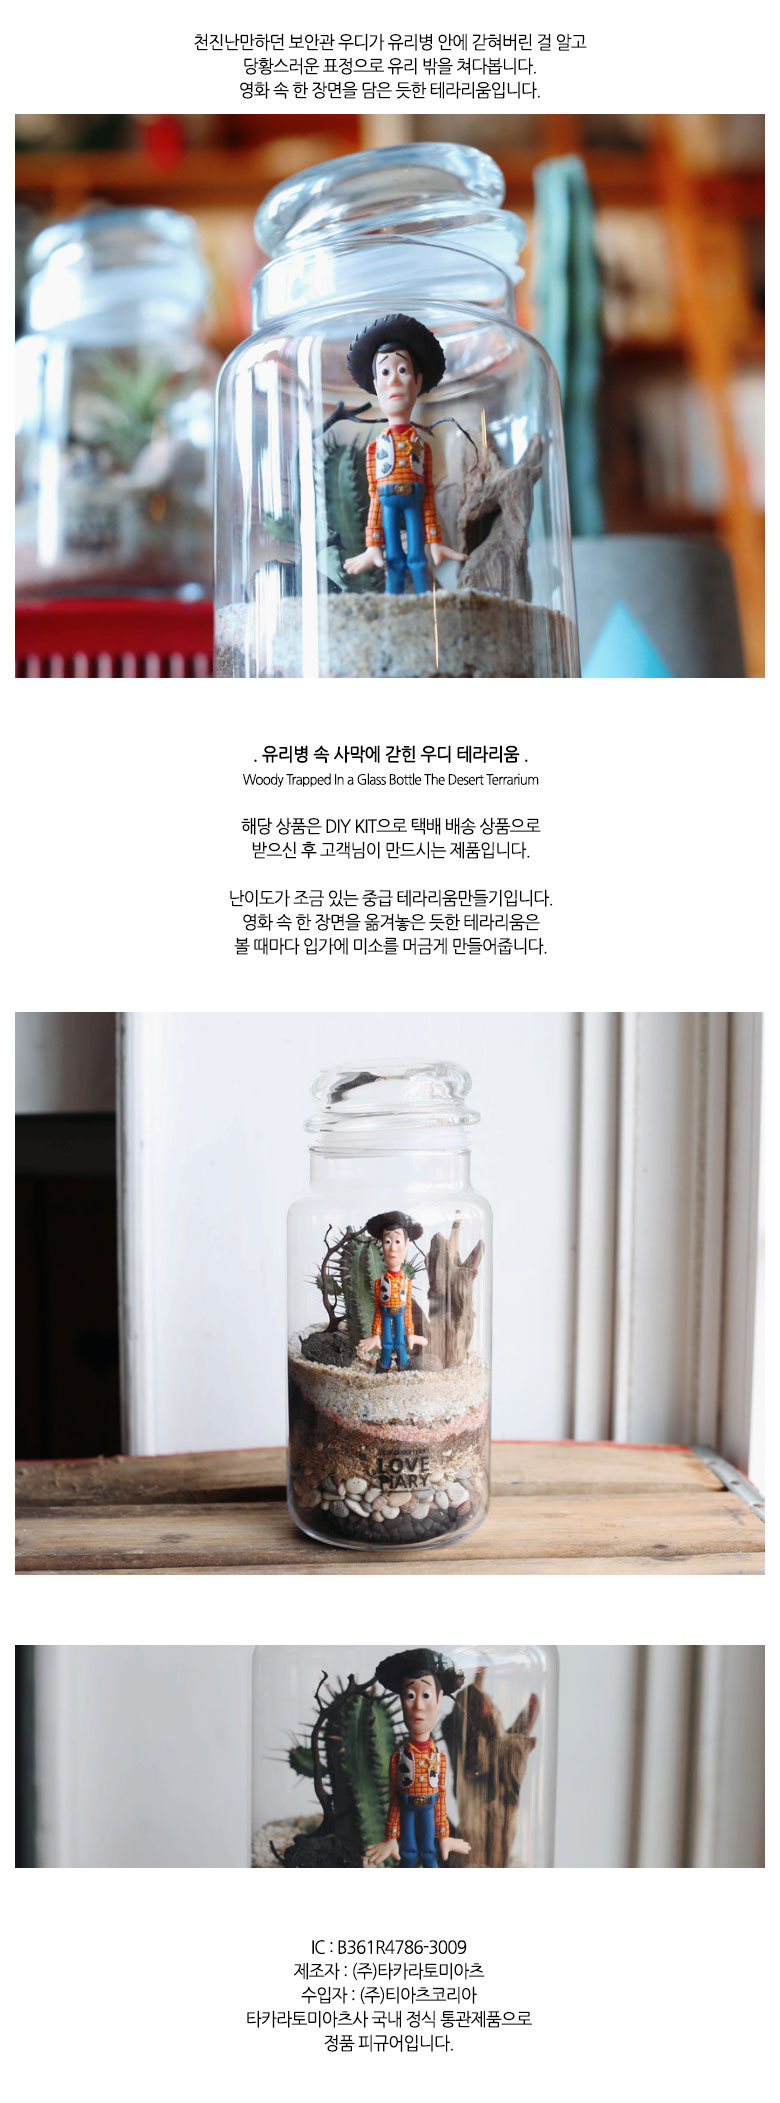 천진난만하던 보안관 우디가 유리병 안에 갇혀버린 걸 알고
당황스러운 표정으로 유리 밖을 쳐다봅니다.
영화 속 한 장면을 담은 듯한 테라리움입니다.
. 유리병 속 사막에 갇힌 우디 테라리움 .
Woody Trapped In a Glass Bottle The Desert Terrarium
해당 상품은 DIY KIT으로 택배 배송 상품으로
받으신 후 고객님이 만드시는 제품입니다.
난이도가 조금 있는 중급 테라리움만들기입니다.
영화 속 한 장면을 옮겨놓은 듯한 테라리움은
볼 때마다 입가에 미소를 머금게 만들어줍니다.
LOVE
IC : B361R4786-3009
제조자 : (주)타카라토미아츠
수입자 : (주)티아츠코리아
타카라토미아츠사 국내 정식 통관제품으로
정품 피규어입니다.